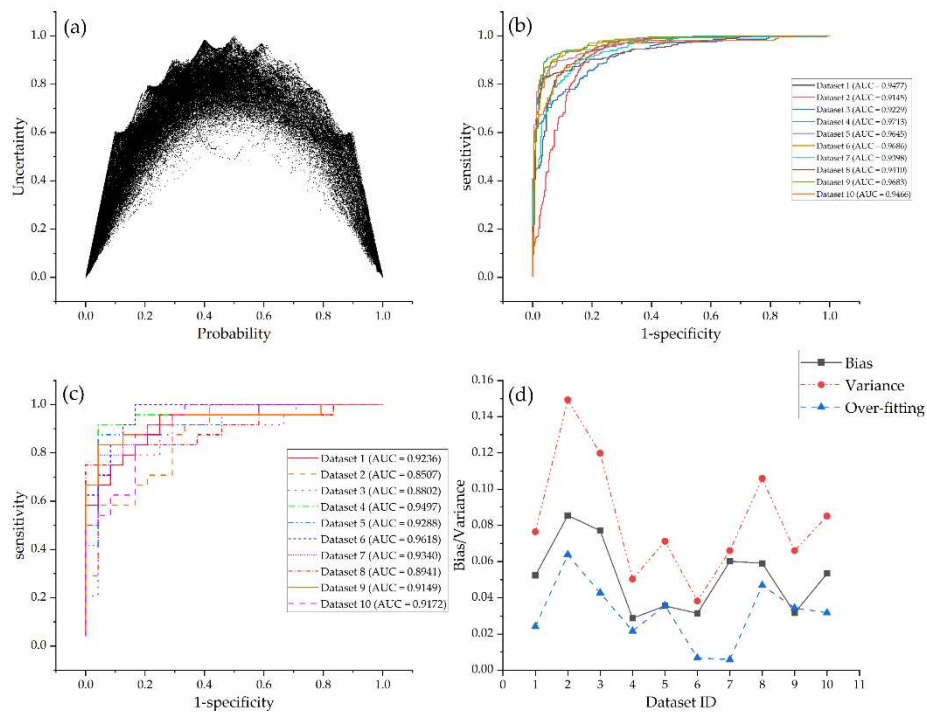 (a)
Uncertainty
1.0
0.8
0.6
0.4
0.2
0.0
0.0 0.2 0.4 0.6 0.8 1.0
Probability
(b)
sensitivity
1.0
0.8
0.6
0.4
0.2
0.0
Dataset 1 (AUC = 0.9477)
Dataset 2 (AUC = 0.9145)
Dataset 3 (AUC = 0.9229)
Dataset 4 (AUC = 0.9713)
Dataset 5 (AUC = 0.9645)
Dataset 6 (AUC = 0.9686)
Dataset 7 (AUC = 0.9398)
Dataset 8 (AUC = 0.9410)
Dataset 9 (AUC = 0.9683)
Dataset 10 (AUC = 0.9466)
0.0 0.2 0.4 0.6 0.8 1.0
1-specificity
(c)
sensitivity
1.0
0.8
0.6
0.4
0.2
0.0
Dataset 1 (AUC = 0.9236)
Dataset 2 (AUC = 0.8507)
Dataset 3 (AUC = 0.8802)
Dataset 4 (AUC = 0.9497)
Dataset 5 (AUC = 0.9288)
Dataset 6 (AUC = 0.9618)
Dataset 7 (AUC = 0.9340)
Dataset 8 (AUC = 0.8941)
Dataset 9 (AUC = 0.9149)
Dataset 10 (AUC = 0.9172)
0.0 0.2 0.4 0.6 0.8 1.0
1-specificity
Bias
Variance
Over-fitting
(d)
Bias/Variance
0.16
0.14
0.12
0.10
0.08
0.06
0.04
0.02
0.00
1 2 3 4 5 6 7 8 9 10
Dataset ID